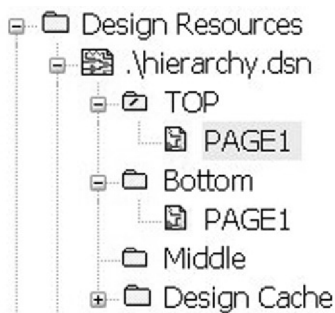 Design Resources
.\hierarchy.dsn
TOP
PAGE1
Bottom
PAGE1
Middle
Design Cache